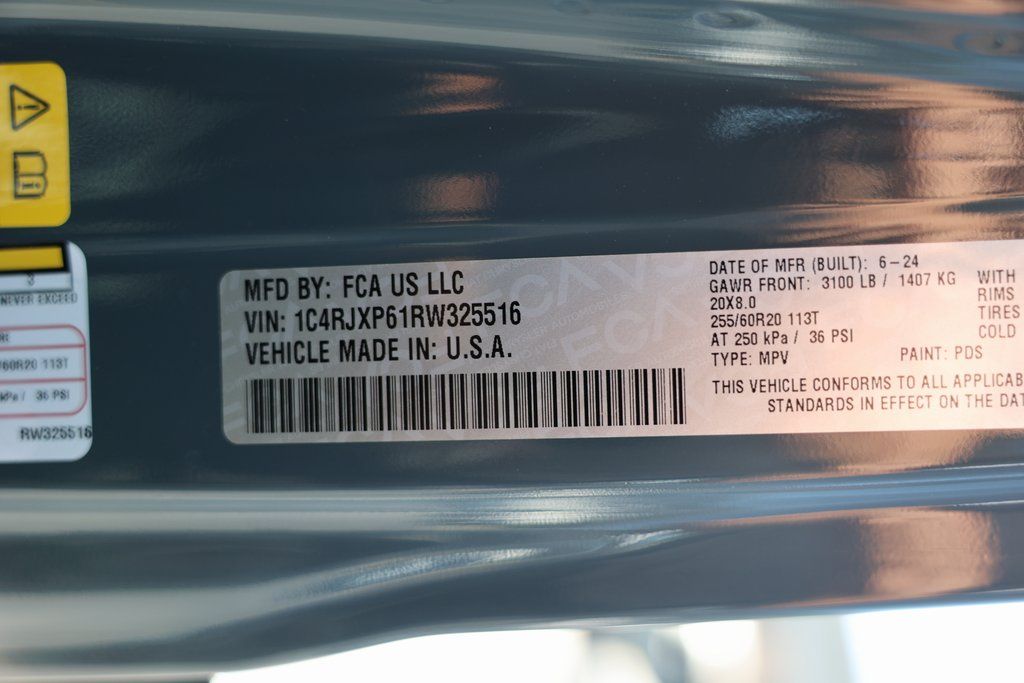 3
NEVER EXCEED
/60R20 113T
kPa / 36 PSI
RW325516
MFD BY: FCA US LLC
VIN: 1C4RJXP61RW325516
VEHICLE MADE IN: U.S.A.
DATE OF MFR (BUILT): 6-24
GAWR FRONT: 3100 LB / 1407 KG WITH
20X8.0 RIMS
255/60R20 113T TIRES
AT 250 kPa / 36 PSI COLD
TYPE: MPV PAINT: PDS
THIS VEHICLE CONFORMS TO ALL APPLICAB
STANDARDS IN EFFECT ON THE DAT